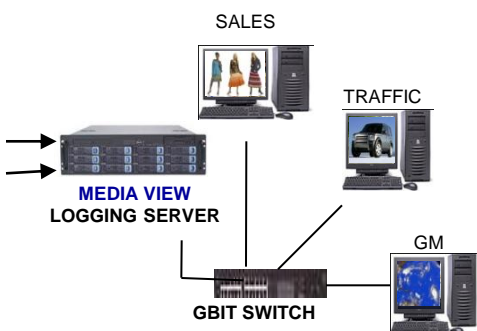 SALES
TRAFFIC
MEDIA VIEW
LOGGING SERVER
GM
GBIT SWITCH